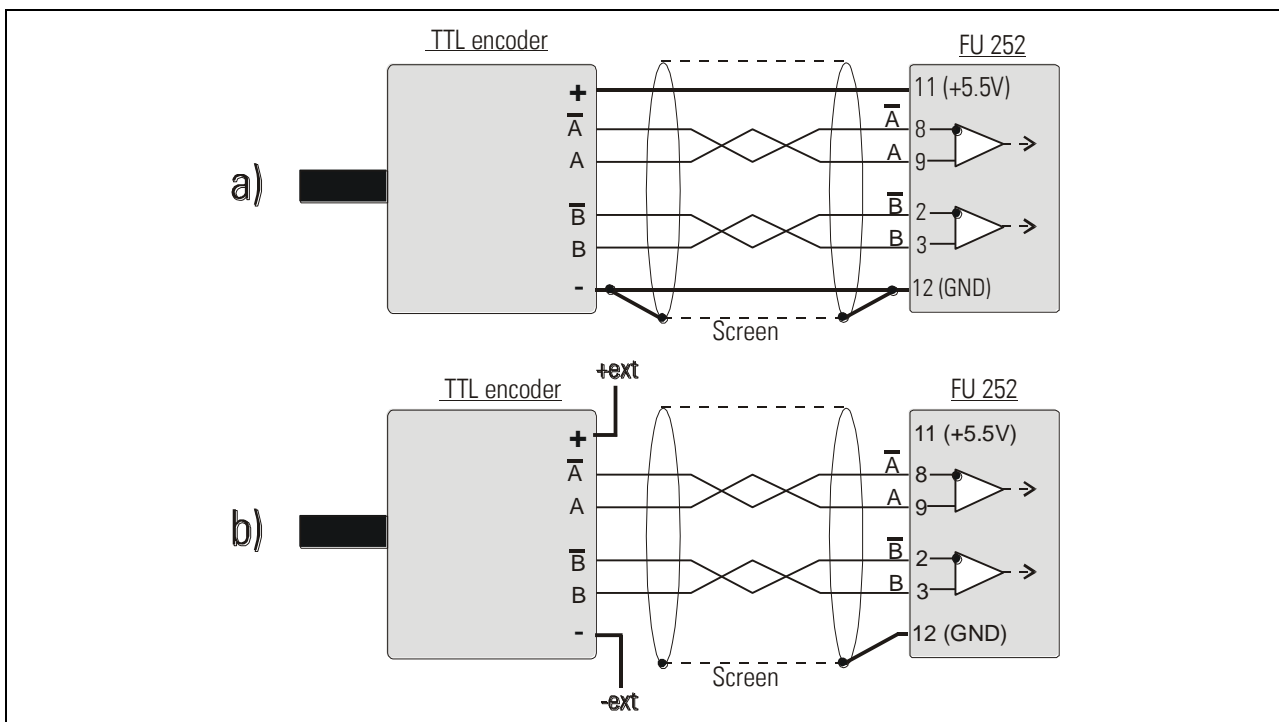 TTL encoder
FU 252
a)
+
A̅
A
B̅
B
-
A̅
A
B̅
B
11 (+5.5V)
8
9
2
3
12 (GND)
Screen
+ext
TTL encoder
FU 252
b)
+
A̅
A
B̅
B
-
A̅
A
B̅
B
11 (+5.5V)
8
9
2
3
12 (GND)
Screen
-ext